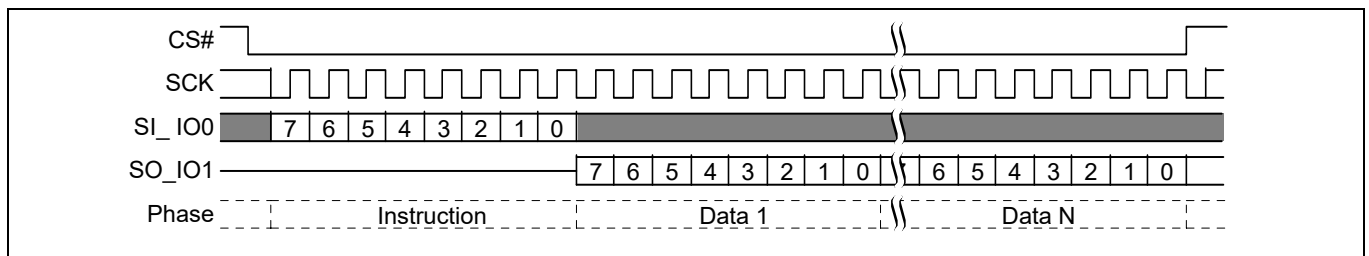 CS#
SCK
SI_ IO0 7 6 5 4 3 2 1 0
SO_IO1 7 6 5 4 3 2 1 0 6 5 4 3 2 1 0
Phase Instruction Data 1 Data N